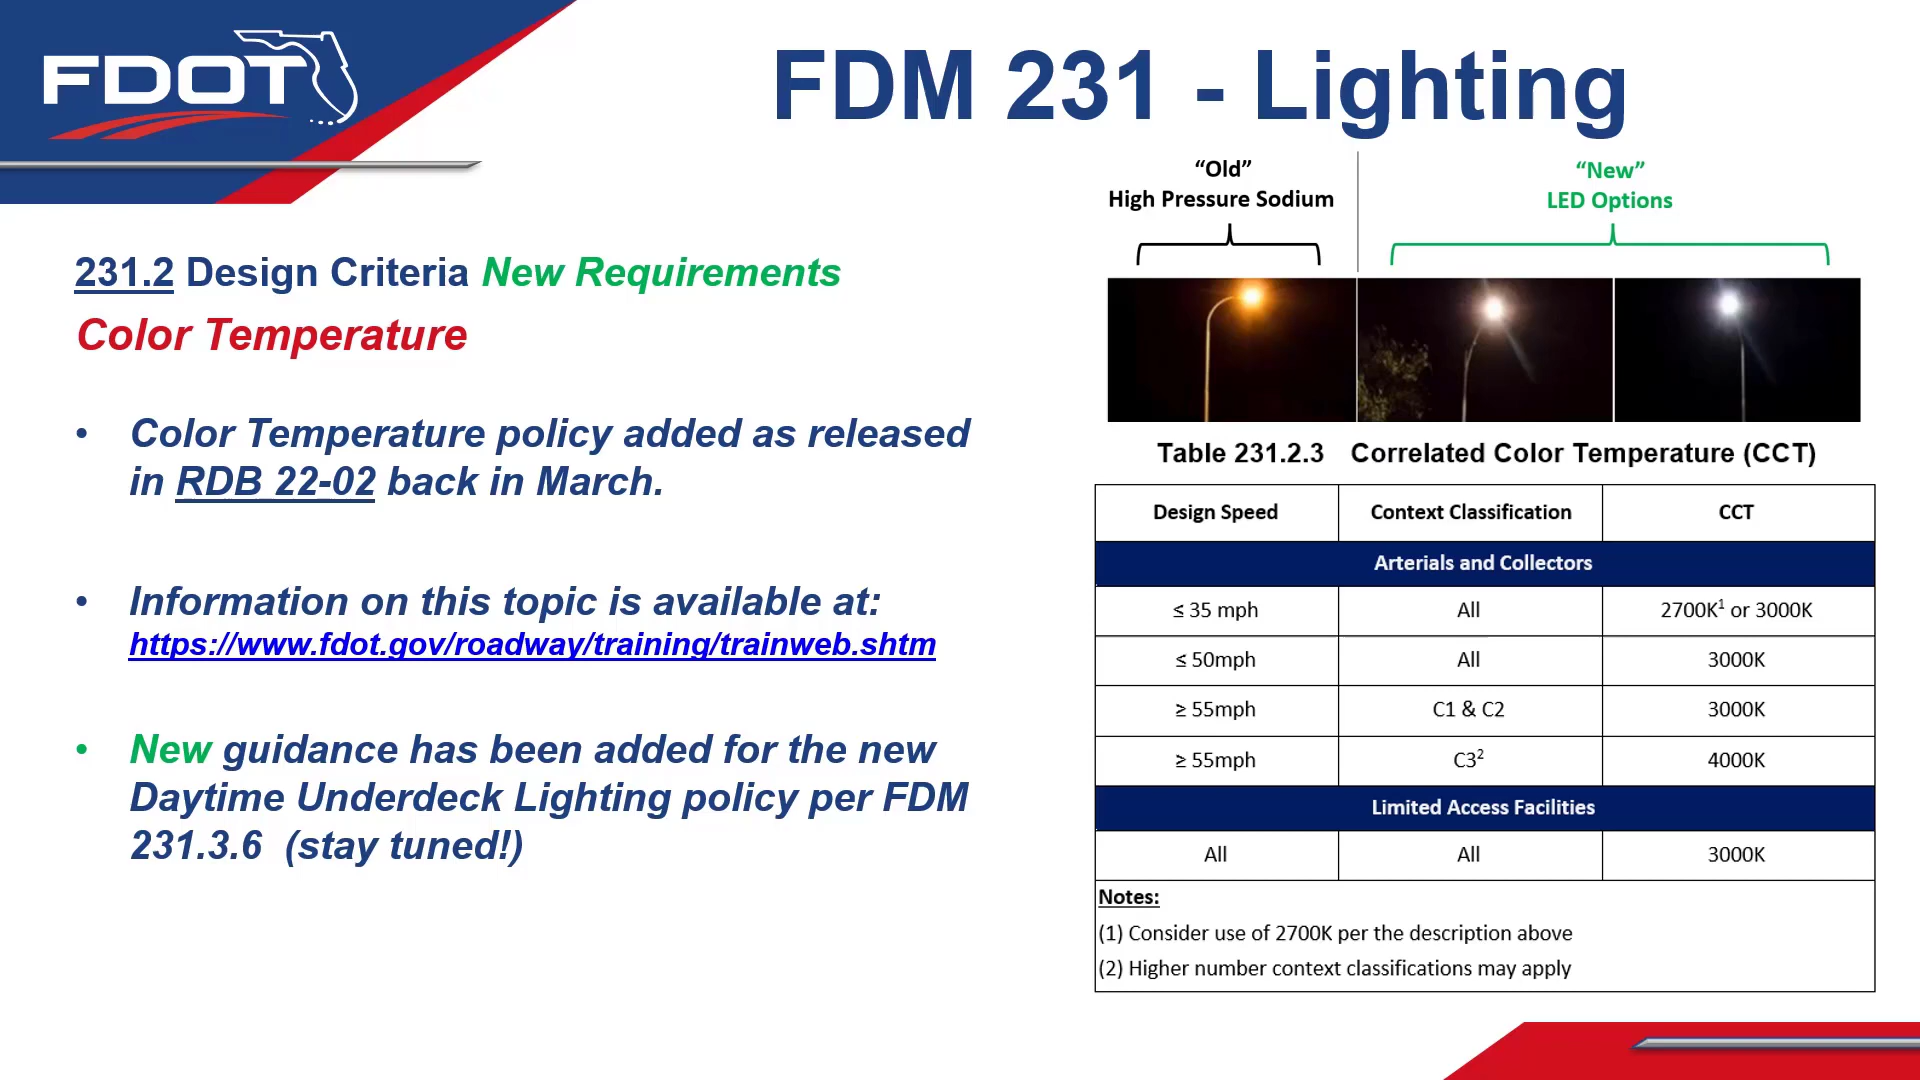 FDOT
FDM 231 - Lighting
231.2 Design Criteria New Requirements
Color Temperature
• Color Temperature policy added as released
in RDB 22-02 back in March.
• Information on this topic is available at:
https://www.fdot.gov/roadway/training/trainweb.shtm
• New guidance has been added for the new
Daytime Underdeck Lighting policy per FDM
231.3.6 (stay tuned!)
“Old”
High Pressure Sodium
“New”
LED Options
Table 231.2.3 Correlated Color Temperature (CCT)
Design Speed Context Classification CCT
Arterials and Collectors
≤ 35 mph All 2700K¹ or 3000K
≤ 50mph All 3000K
≥ 55mph C1 & C2 3000K
≥ 55mph C3² 4000K
Limited Access Facilities
All All 3000K
Notes:
(1) Consider use of 2700K per the description above
(2) Higher number context classifications may apply